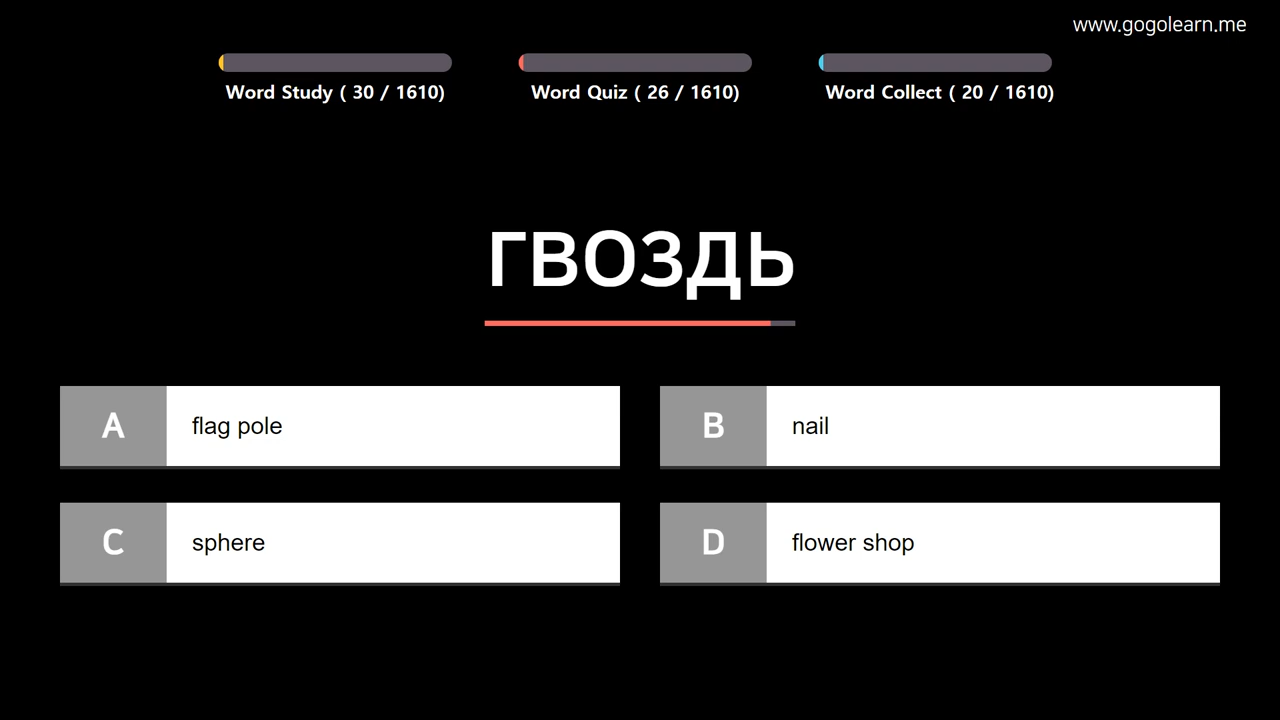 www.gogolearn.me
Word Study ( 30 / 1610)
Word Quiz ( 26 / 1610)
Word Collect ( 20 / 1610)
ГВОЗДЬ
A flag pole
B nail
C sphere
D flower shop